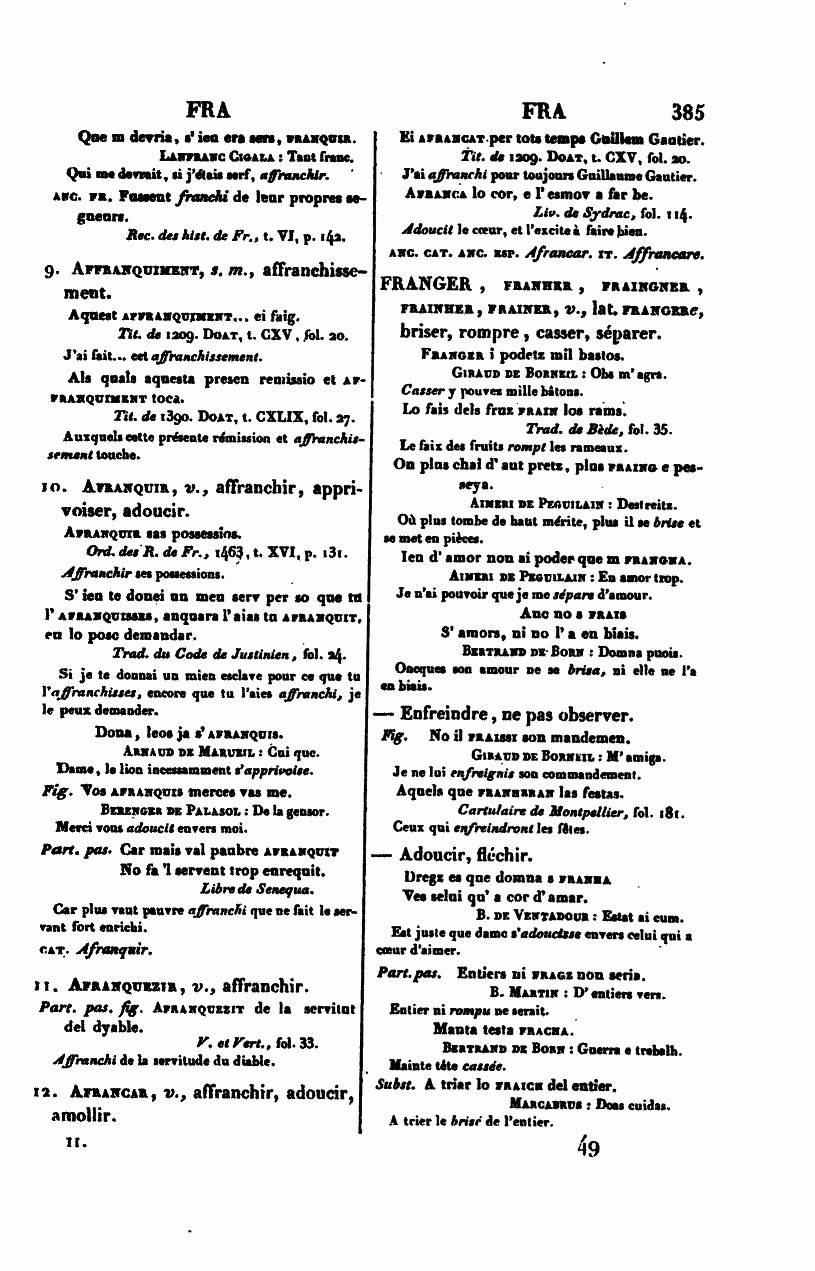 FRA
Que m devria, s' ieu era sers, FRANQUIR.
LANFRANC CIGALA : Tant franc.
Qui me devrait, si j'étais serf, affranchir.
ANC. FR. Fussent franchi de leur propres se-
gneurs.
Rec. des hist. de Fr., t. VI, p. 142.
9. AFFRANQUIMENT, s. m., affranchisse-
ment.
Aquest AFFRANQUIMENT... ei faig.
Tit. de 1209. DOAT, t. CXV, fol. 20.
J'ai fait... cet affranchissement.
Als quals aquesta presen remissio et AF-
FRANQUIMENT toca.
Tit. de 1390. DOAT, t. CXLIX, fol. 27.
Auxquels cette présente rémission et affranchis-
sement touche.
10. AFRANQUIR, v., affranchir, appri-
voiser, adoucir.
AFRANQUIR sas possessios.
Ord. des R. de Fr., 1463, t. XVI, p. 131.
Affranchir ses possessions.
S' ieu te donei un meu serv per so que tu
l' AFRANQUISSES, anquara l' aias tu AFRANQUIT,
eu lo posc demandar.
Trad. du Code de Justinien, fol. 24.
Si je te donnai un mien esclave pour ce que tu
l'affranchisses, encore que tu l'aies affranchi, je
le peux demander.
Dona, leos ja s' AFRANQUIS.
ARNAUD DE MARUEIL : Cui que.
Dame, le lion incessamment s'apprivoise.
Fig. Vos AFRANQUIS merces vas me.
BERENGER DE PALASOL : De la gensor.
Merci vous adoucit envers moi.
Part. pas. Car mais val paubre AFRANQUIT
No fa 'l servent trop enrequit.
Libre de Senequa.
Car plus vaut pauvre affranchi que ne fait le ser-
vant fort enrichi.
CAT. Afranquir.
11. AFRANQUEZIR, v., affranchir.
Part. pas. fig. AFRANQUEZIT de la servitut
del dyable.
V. et Vert., fol. 33.
Affranchi de la servitude du diable.
12. AFRANCAR, v., affranchir, adoucir,
amollir.
II.
FRA 385
Ei AFRANCAT per tots temps Guillem Gautier.
Tit. de 1209. DOAT, t. CXV, fol. 20.
J'ai affranchi pour toujours Guillaume Gautier.
AFRANCA lo cor, e l' esmov a far be.
Liv. de Sydrac, fol. 114.
Adoucit le cœur, et l'excite à faire bien.
ANC. CAT. ANC. ESP. Afrancar. IT. Affrancare.
FRANGER, FRANHER, FRAINGNER,
FRAINHER, FRAINER, v., lat. FRANGERe,
briser, rompre, casser, séparer.
FRANGER i podetz mil bastos.
GIRAUD DE BORNEIL : Obs m' agra.
Casser y pouvez mille bâtons.
Lo fais dels fruz FRAIN los rams.
Trad. de Bède, fol. 35.
Le faix des fruits rompt les rameaux.
On plus chai d' aut pretz, plus FRAING e pes-
seya.
AIMERI DE PEGUILAIN : Destreitz.
Où plus tombe de haut mérite, plus il se brise et
se met en pièces.
Ieu d' amor non ai poder que m FRANGNA.
AIMERI DE PEGUILAIN : En amor trop.
Je n'ai pouvoir que je me sépare d'amour.
Anc no s FRAIS
S' amors, ni no l' a en biais.
BERTRAND DE BORN : Domna puois.
Oncques son amour ne se brisa, ni elle ne l'a
en biais.
— Enfreindre, ne pas observer.
Fig. No il FRAISSI son mandemen.
GIRAUD DE BORNEIL : M' amiga.
Je ne lui enfreignis son commandement.
Aquels que FRANHERAN las festas.
Cartulaire de Montpellier, fol. 181.
Ceux qui enfreindront les fêtes.
— Adoucir, fléchir.
Dregz es que domna s FRANHA
Ves selui qu' a cor d' amar.
B. DE VENTADOUR : Estat ai cum.
Est juste que dame s'adoucisse envers celui qui a
cœur d'aimer.
Part. pas. Entiers ni FRAGZ non seria.
B. MARTIN : D' entiers vers.
Entier ni rompu ne serait.
Manta testa FRACHA.
BERTRAND DE BORN : Guerra e trebalh.
Mainte tête cassée.
Subst. A triar lo FRAICH del entier.
MARCABRUS : Doas cuidas.
A trier le brisé de l'entier.
49